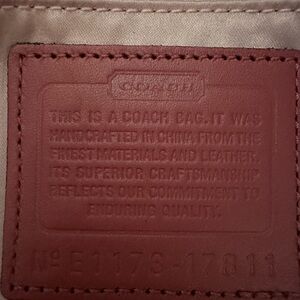 COACH
THIS IS A COACH BAG. IT WAS
HANDCRAFTED IN CHINA FROM THE
FINEST MATERIALS AND LEATHER.
ITS SUPERIOR CRAFTSMANSHIP
REFLECTS OUR COMMITMENT TO
ENDURING QUALITY.
Nº E1173-17811